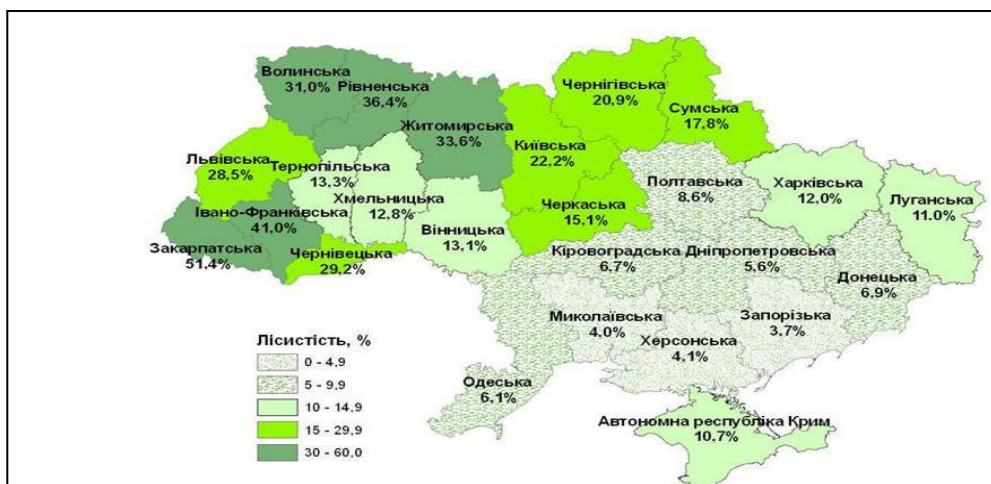 Волинська
31,0%
Рівненська
36,4%
Житомирська
33,6%
Чернігівська
20,9%
Сумська
17,8%
Київська
22,2%
Львівська
28,5%
Тернопільська
13.3%
Хмельницька
12.8%
Івано-Франківська
41,0%
Закарпатська
51,4%
Чернівецька
29,2%
Вінницька
13,1%
Черкаська
15,1%
Полтавська
8.6%
Харківська
12.0%
Луганська
11.0%
Кіровоградська
6.7%
Дніпропетровська
5.6%
Донецька
6,9%
Миколаївська
4.0%
Херсонська
4.1%
Запорізька
3.7%
Одеська
6.1%
Автономна республіка Крим
10.7%
Лісистість, %
0 - 4,9
5 - 9,9
10 - 14,9
15 - 29,9
30 - 60,0